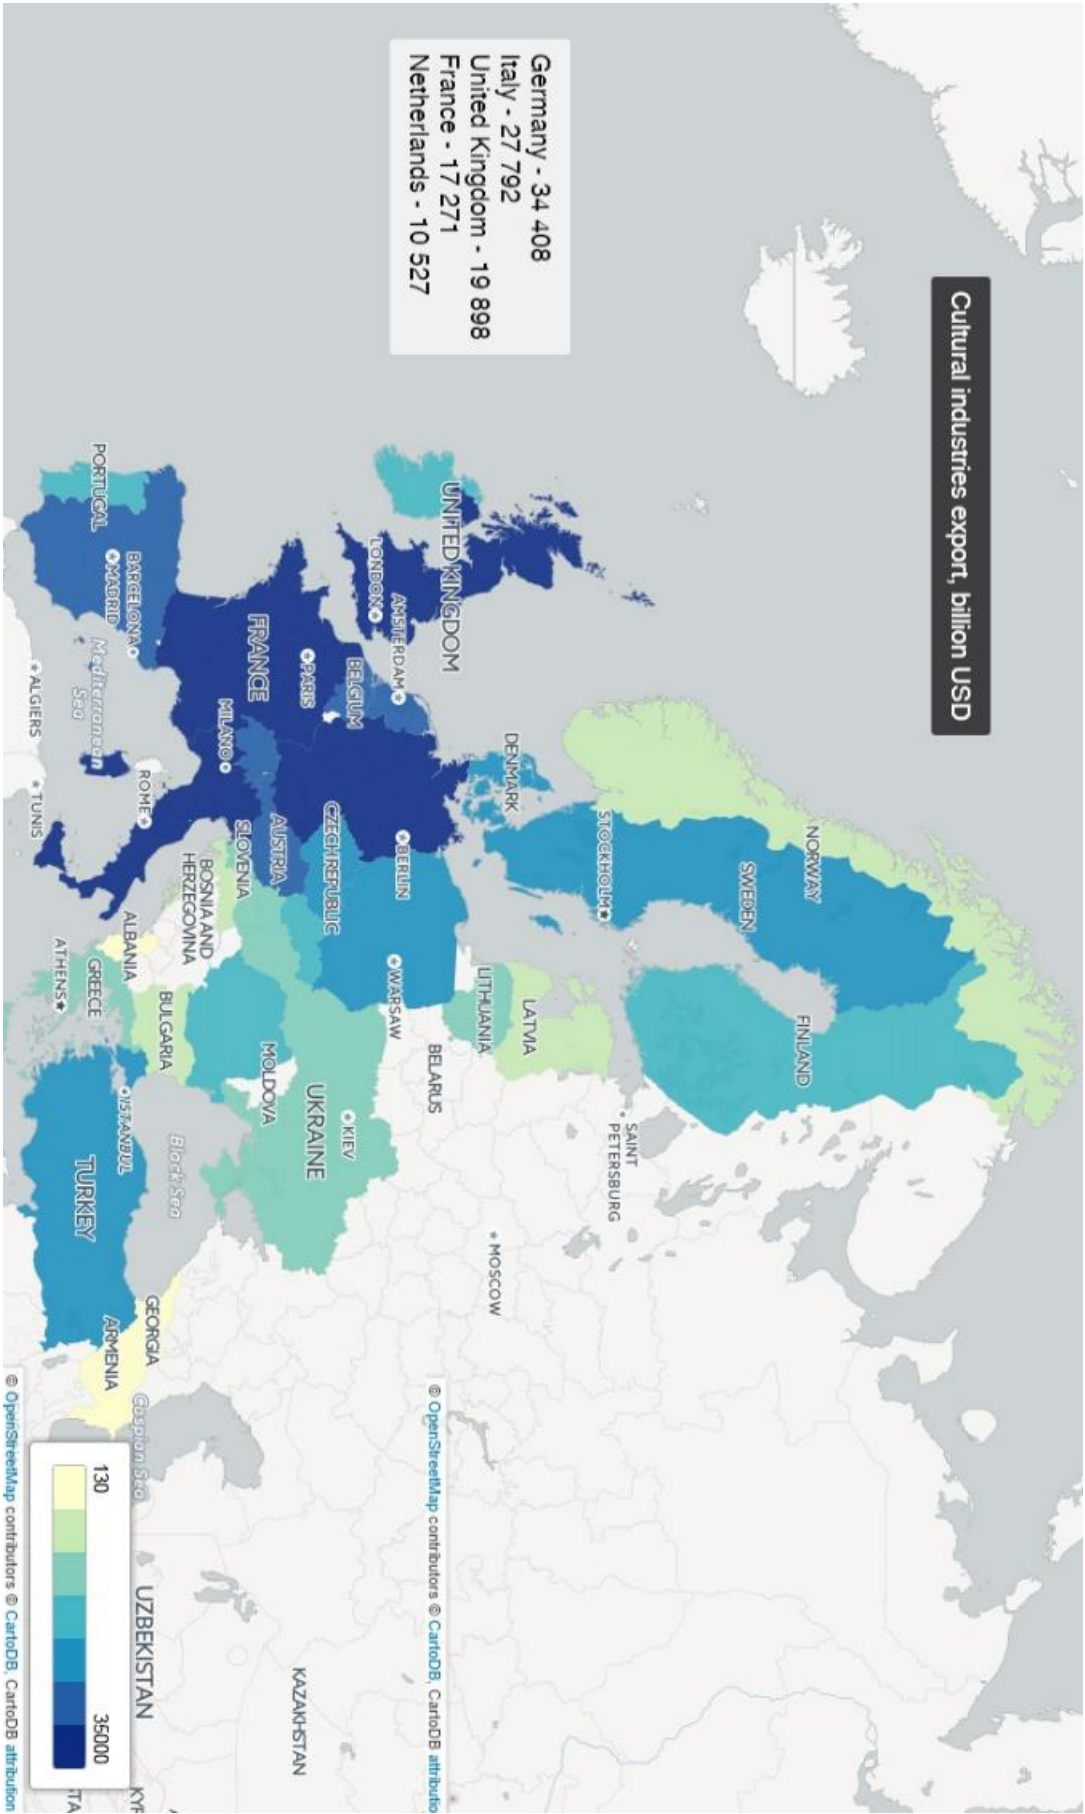 Cultural industries export, billion USD
Germany - 34 408
Italy - 27 792
United Kingdom - 19 898
France - 17 271
Netherlands - 10 527
NORWAY
SWEDEN
FINLAND
STOCKHOLM
SAINT
PETERSBURG
DENMARK
LATVIA
LITHUANIA
MOSCOW
UNITED KINGDOM
BELARUS
AMSTERDAM
BERLIN
WARSAW
LONDON
BELGIUM
KIEV
PARIS
CZECH REPUBLIC
UKRAINE
KAZAKHSTAN
AUSTRIA
FRANCE
MOLDOVA
SLOVENIA
MILANO
BOSNIA AND
HERZEGOVINA
Black Sea
BULGARIA
GEORGIA
ROME
BARCELONA
ALBANIA
ISTANBUL
Caspian Sea
UZBEKISTAN
MADRID
PORTUGAL
Mediterranean
Sea
GREECE
TURKEY
ARMENIA
ATHENS
ALGIERS
TUNIS
© OpenStreetMap contributors © CartoDB, CartoDB attributio
130
35000
KYR
TA
© OpenStreetMap contributors © CartoDB, CartoDB attribution